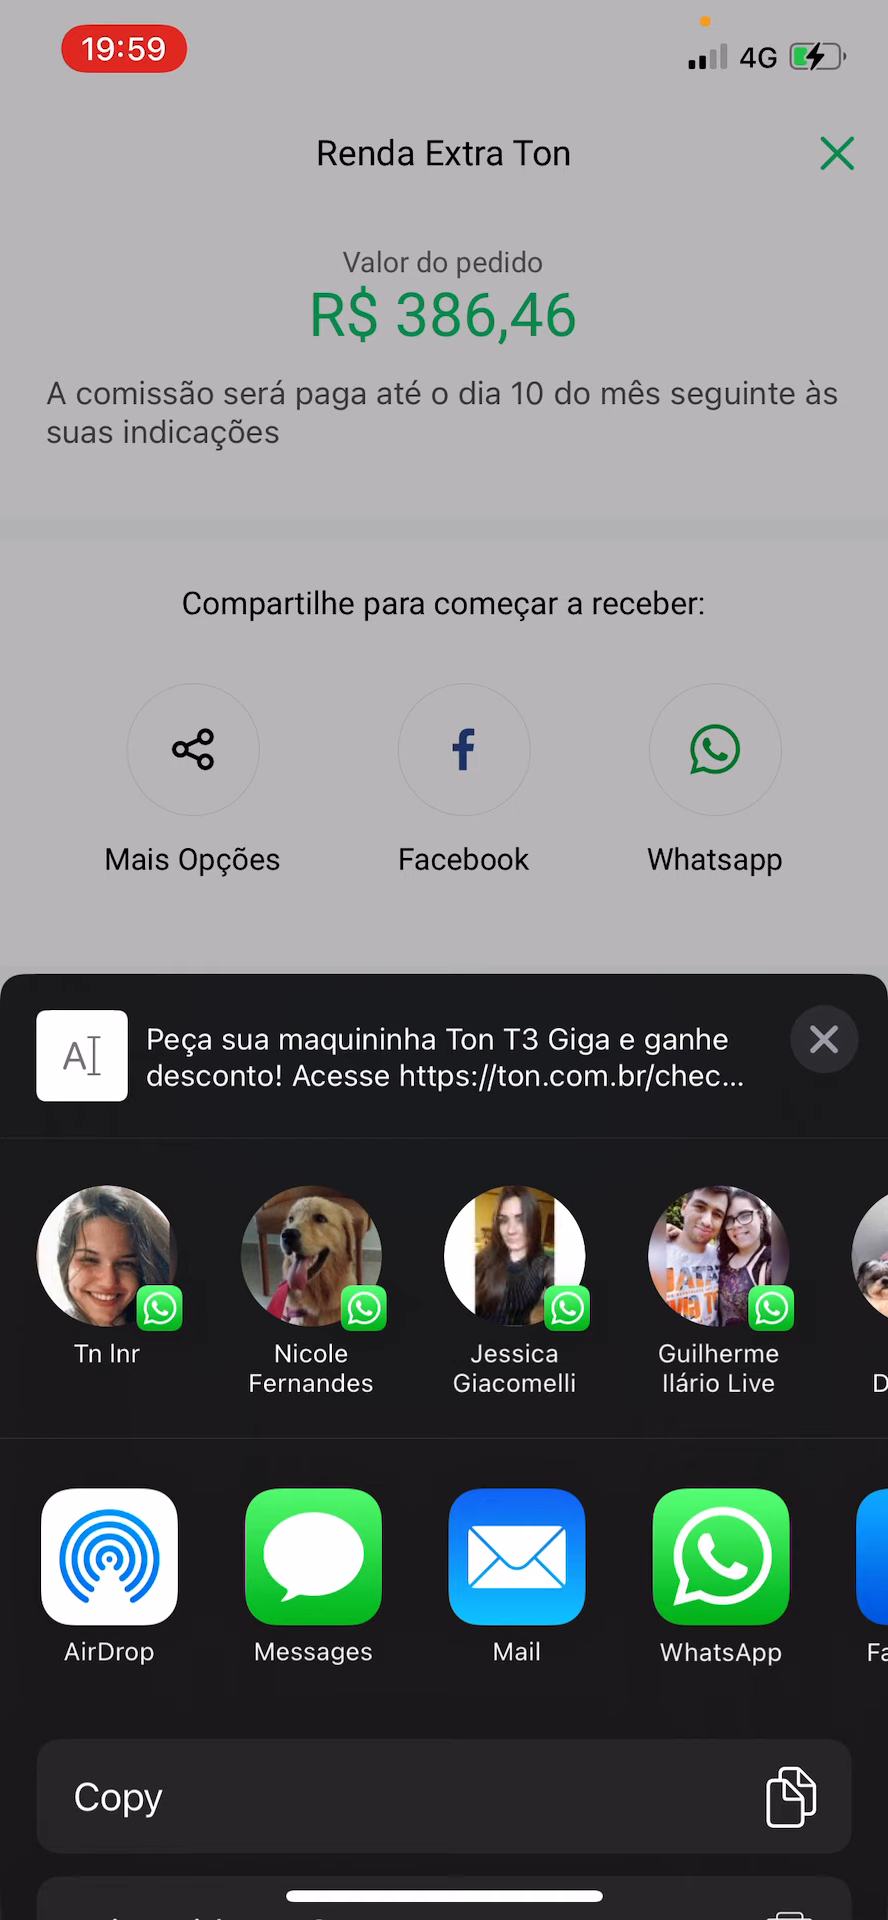 19:59
4G
Renda Extra Ton
Valor do pedido
R$ 386,46
A comissão será paga até o dia 10 do mês seguinte às
suas indicações
Compartilhe para começar a receber:
Mais Opções
Facebook
Whatsapp
Peça sua maquininha Ton T3 Giga e ganhe
desconto! Acesse https://ton.com.br/chec...
Tn Inr
Nicole
Fernandes
Jessica
Giacomelli
Guilherme
Ilário Live
D
AirDrop
Messages
Mail
WhatsApp
Fa
Copy